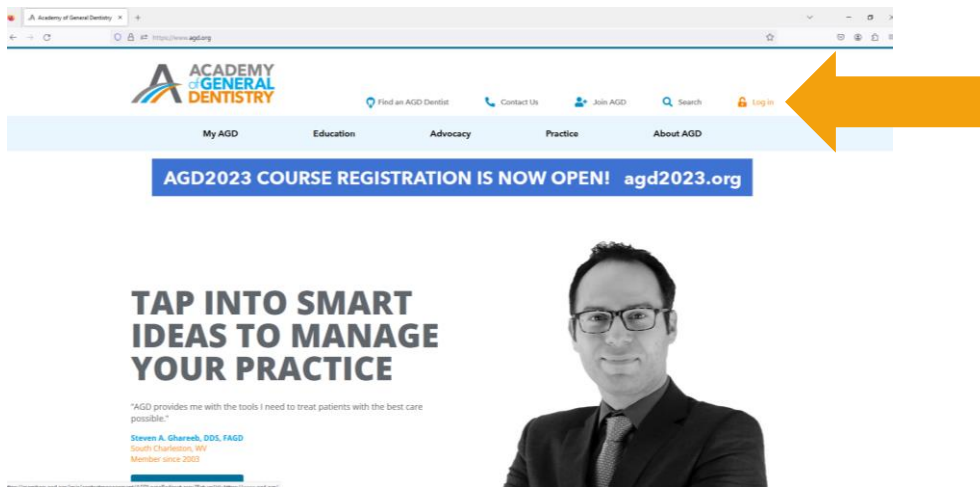 Academy of General Dentistry
https://www.agd.org
ACADEMY
of GENERAL
DENTISTRY
Find an AGD Dentist Contact Us Join AGD Search Log in
My AGD Education Advocacy Practice About AGD
AGD2023 COURSE REGISTRATION IS NOW OPEN! agd2023.org
TAP INTO SMART
IDEAS TO MANAGE
YOUR PRACTICE
"AGD provides me with the tools I need to treat patients with the best care
possible."
Steven A. Ghareeb, DDS, FAGD
South Charleston, WV
Member since 2003